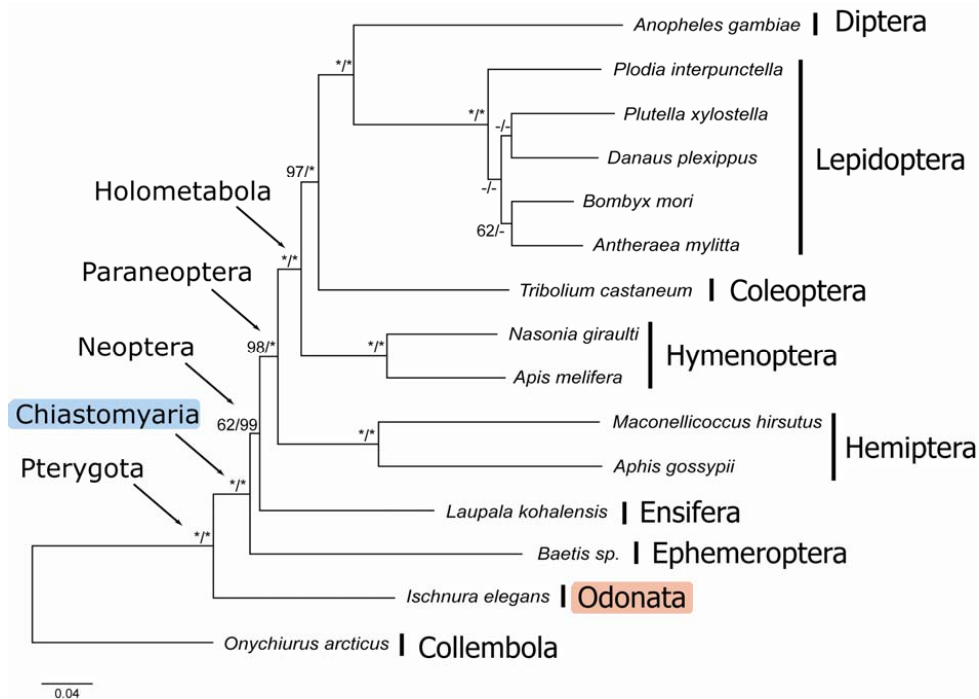 Anopheles gambiae Diptera
*/*
Plodia interpunctella
*/*
Plutella xylostella
-/-
Danaus plexippus
Lepidoptera
97/*
Holometabola
-/-
Bombyx mori
62/-
Antheraea mylitta
*/*
Paraneoptera
Tribolium castaneum Coleoptera
Nasonia giraulti
*/*
Hymenoptera
98/*
Neoptera
Apis melifera
Chiastomyaria
62/99
Maconellicoccus hirsutus
*/*
Hemiptera
Pterygota
Aphis gossypii
*/*
Laupala kohalensis Ensifera
*/*
Baetis sp. Ephemeroptera
Ischnura elegans Odonata
Onychiurus arcticus Collembola
0.04